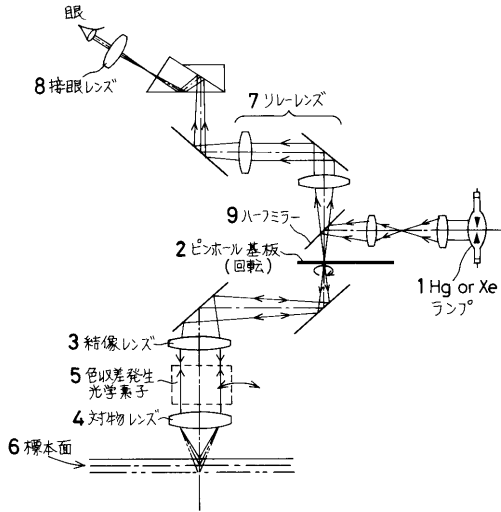 眼
8 接眼レンズ
7 リレーレンズ
9 ハーフミラー
2 ピンホール基板
(回転)
1 Hg or Xe
ランプ
3 結像レンズ
5 色収差発生
光学素子
4 対物レンズ
6 標本面